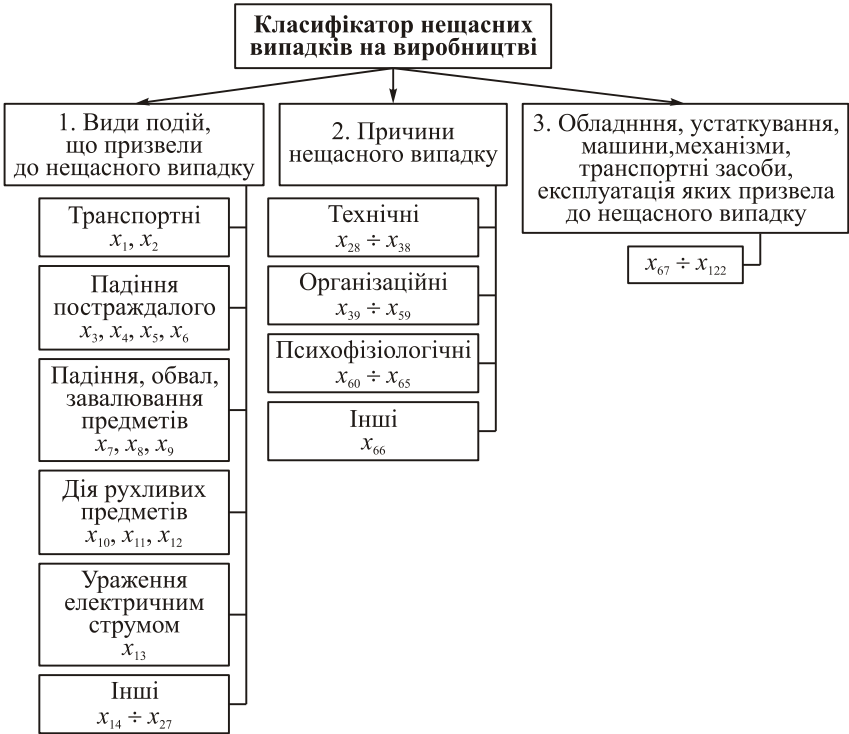 Класифікатор нещасних
випадків на виробництві
1. Види подій,
що призвели
до нещасного випадку
Транспортні
x₁, x₂
Падіння
постраждалого
x₃, x₄, x₅, x₆
Падіння, обвал,
завалювання
предметів
x₇, x₈, x₉
Дія рухливих
предметів
x₁₀, x₁₁, x₁₂
Ураження
електричним
струмом
x₁₃
Інші
x₁₄ ÷ x₂₇
2. Причини
нещасного випадку
Технічні
x₂₈ ÷ x₃₈
Організаційні
x₃₉ ÷ x₅₉
Психофізіологічні
x₆₀ ÷ x₆₅
Інші
x₆₆
3. Обладнння, устаткування,
машини,механізми,
транспортні засоби,
експлуатація яких призвела
до нещасного випадку
x₆₇ ÷ x₁₂₂